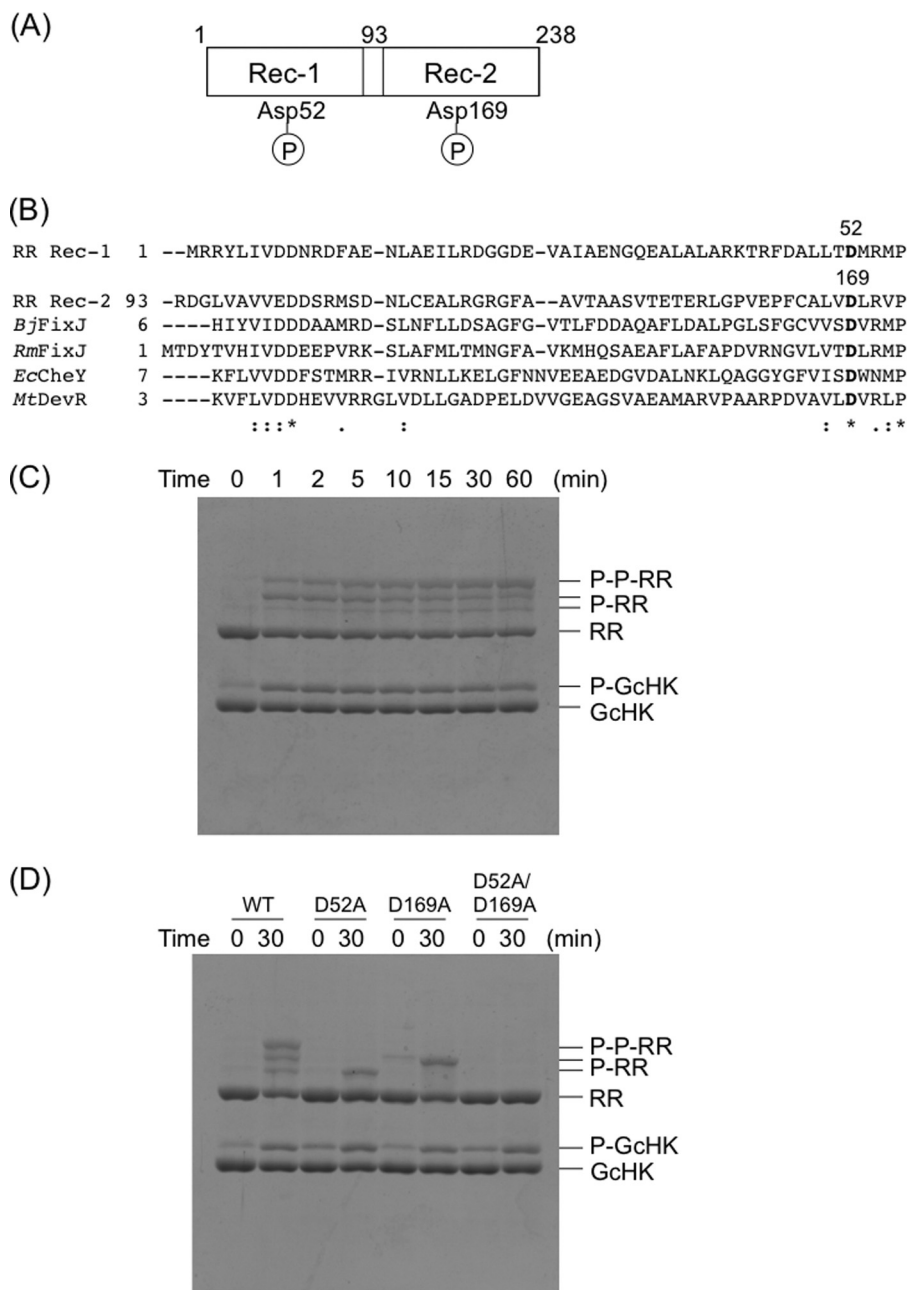 (A)
1 93 238
Rec-1 Rec-2
Asp52 Asp169
P P
(B)
52
RR Rec-1 1 --MRRYLIVDDNRDFAE-NLAEILRDGGDE-VAIAENGQEALALARKTRFDALLTDMRMP
169
RR Rec-2 93 -RDGLVAVVEDDSRMSD-NLCEALRGRGFA-AVTAASVTETERLGPVEPFCALVDLRVP
BjFixJ 6 ----HIYVIDDDAAMRD-SLNFLLDSAGFG-VTLFDDAQAFLDALPGLSFGCVVSDVRMP
RmFixJ 1 MTDYTVHIVDDEEPVRK-SLAFMLTMNGFA-VKMHQSAEAFLAFAPDVRNGVLVTDLRMP
EcCheY 7 ----KFLVVDDFSTMRR-IVRNLLKELGFNNVEEAEDGVDALNKLQAGGYGFVISDWNMP
MtDevR 3 ----KVFLVDDHEVVRRGLVDLLGADPELDVVGEAGSVAEAMARVPAARPDVAVLDVRLP
:::* . : : * .:*
(C)
Time 0 1 2 5 10 15 30 60 (min)
P-P-RR
P-RR
RR
P-GcHK
GcHK
(D)
D52A/
WT D52A D169A D169A
Time 0 30 0 30 0 30 0 30 (min)
P-P-RR
P-RR
RR
P-GcHK
GcHK